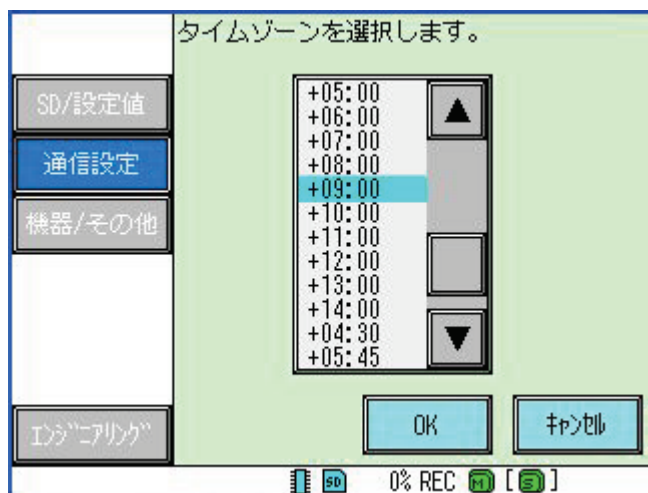 タイムゾーンを選択します。
SD/設定値
通信設定
機器/その他
エンジニアリング
+05:00
+06:00
+07:00
+08:00
+09:00
+10:00
+11:00
+12:00
+13:00
+14:00
+04:30
+05:45
OK
キャンセル
SD 0% REC M [S]